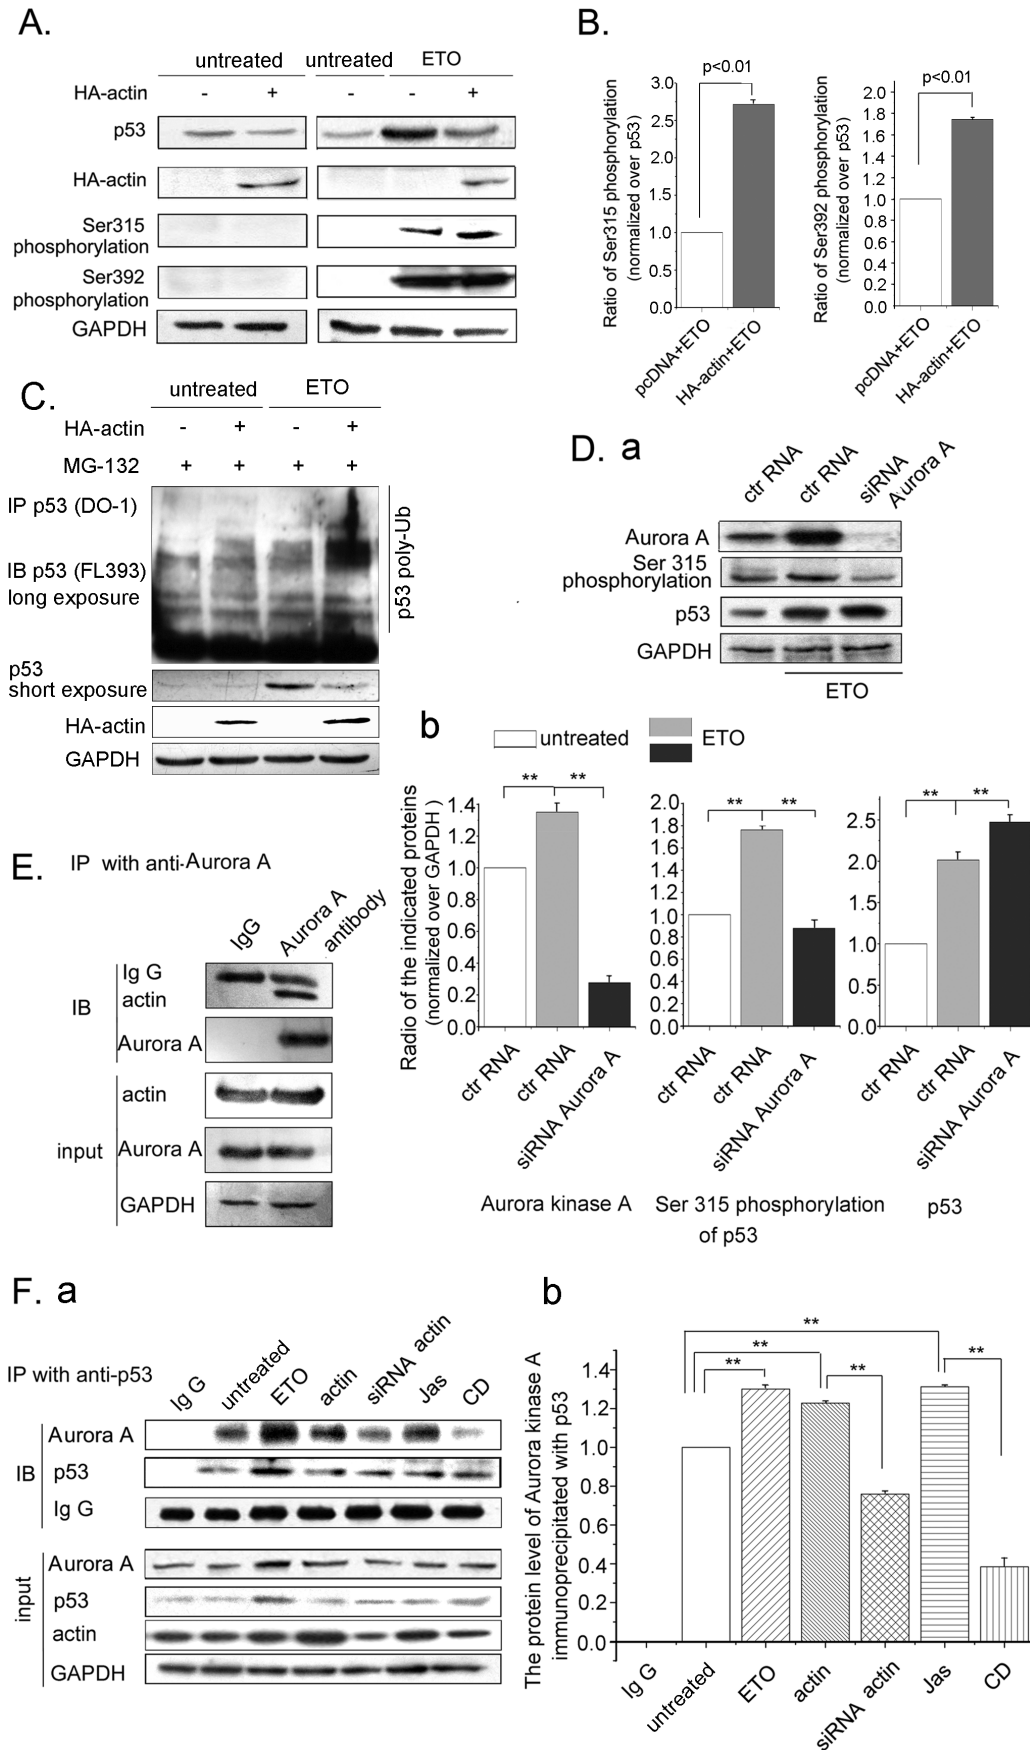 A.
untreated untreated ETO
HA-actin - + - - +
p53
HA-actin
Ser315
phosphorylation
Ser392
phosphorylation
GAPDH
B.
p<0.01
Ratio of Ser315 phosphorylation
(normalized over p53)
3.0
2.5
2.0
1.5
1.0
0.5
0.0
pcDNA+ETO
HA-actin+ETO
p<0.01
Ratio of Ser392 phosphorylation
(normalized over p53)
2.0
1.8
1.6
1.4
1.2
1.0
0.8
0.6
0.4
0.2
0.0
pcDNA+ETO
HA-actin+ETO
C.
untreated ETO
HA-actin - + - +
MG-132 + + + +
IP p53 (DO-1)
IB p53 (FL393)
long exposure
p53 poly-Ub
p53
short exposure
HA-actin
GAPDH
D. a
ctr RNA
ctr RNA
siRNA
Aurora A
Aurora A
Ser 315
phosphorylation
p53
GAPDH
ETO
b
untreated
ETO
Radio of the indicated proteins
(normalized over GAPDH )
** **
1.4
1.2
1.0
0.8
0.6
0.4
0.2
0.0
ctr RNA
ctr RNA
siRNA Aurora A
Aurora kinase A
** **
2.0
1.8
1.6
1.4
1.2
1.0
0.8
0.6
0.4
0.2
0.0
ctr RNA
ctr RNA
siRNA Aurora A
Ser 315 phosphorylation
of p53
** **
2.5
2.0
1.0
0.0
ctr RNA
ctr RNA
siRNA Aurora A
p53
E.
IP with anti-Aurora A
IgG
Aurora A
antibody
IB
Ig G
actin
Aurora A
input
actin
Aurora A
GAPDH
F. a
IP with anti-p53
Ig G
untreated
ETO
actin
siRNA actin
Jas
CD
IB
Aurora A
p53
Ig G
input
Aurora A
p53
actin
GAPDH
b
The protein level of Aurora kinase A
immunoprecipitated with p53
**
** **
** **
1.4
1.2
1.0
0.8
0.6
0.4
0.2
0.0
Ig G
untreated
ETO
actin
siRNA actin
Jas
CD